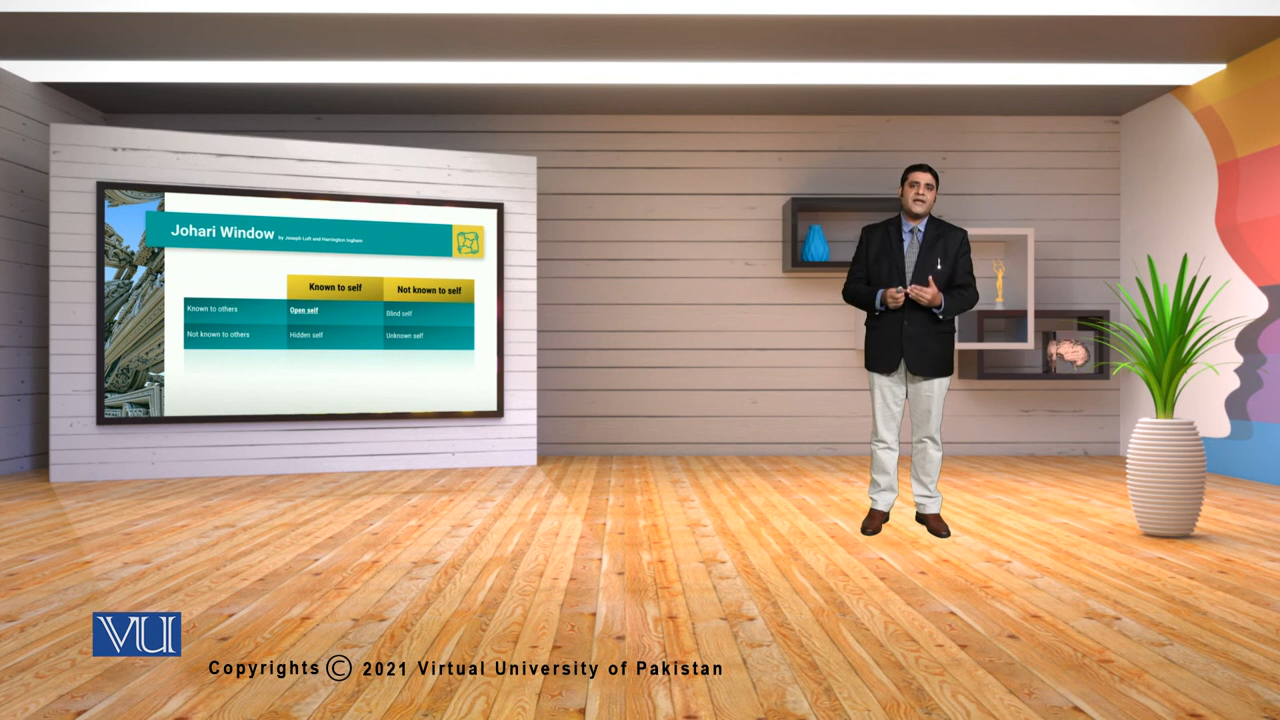 Johari Window by Joseph Luft and Harrington Ingham
Known to self Not known to self
Known to others Open self Blind self
Not known to others Hidden self Unknown self
VU
Copyrights © 2021 Virtual University of Pakistan